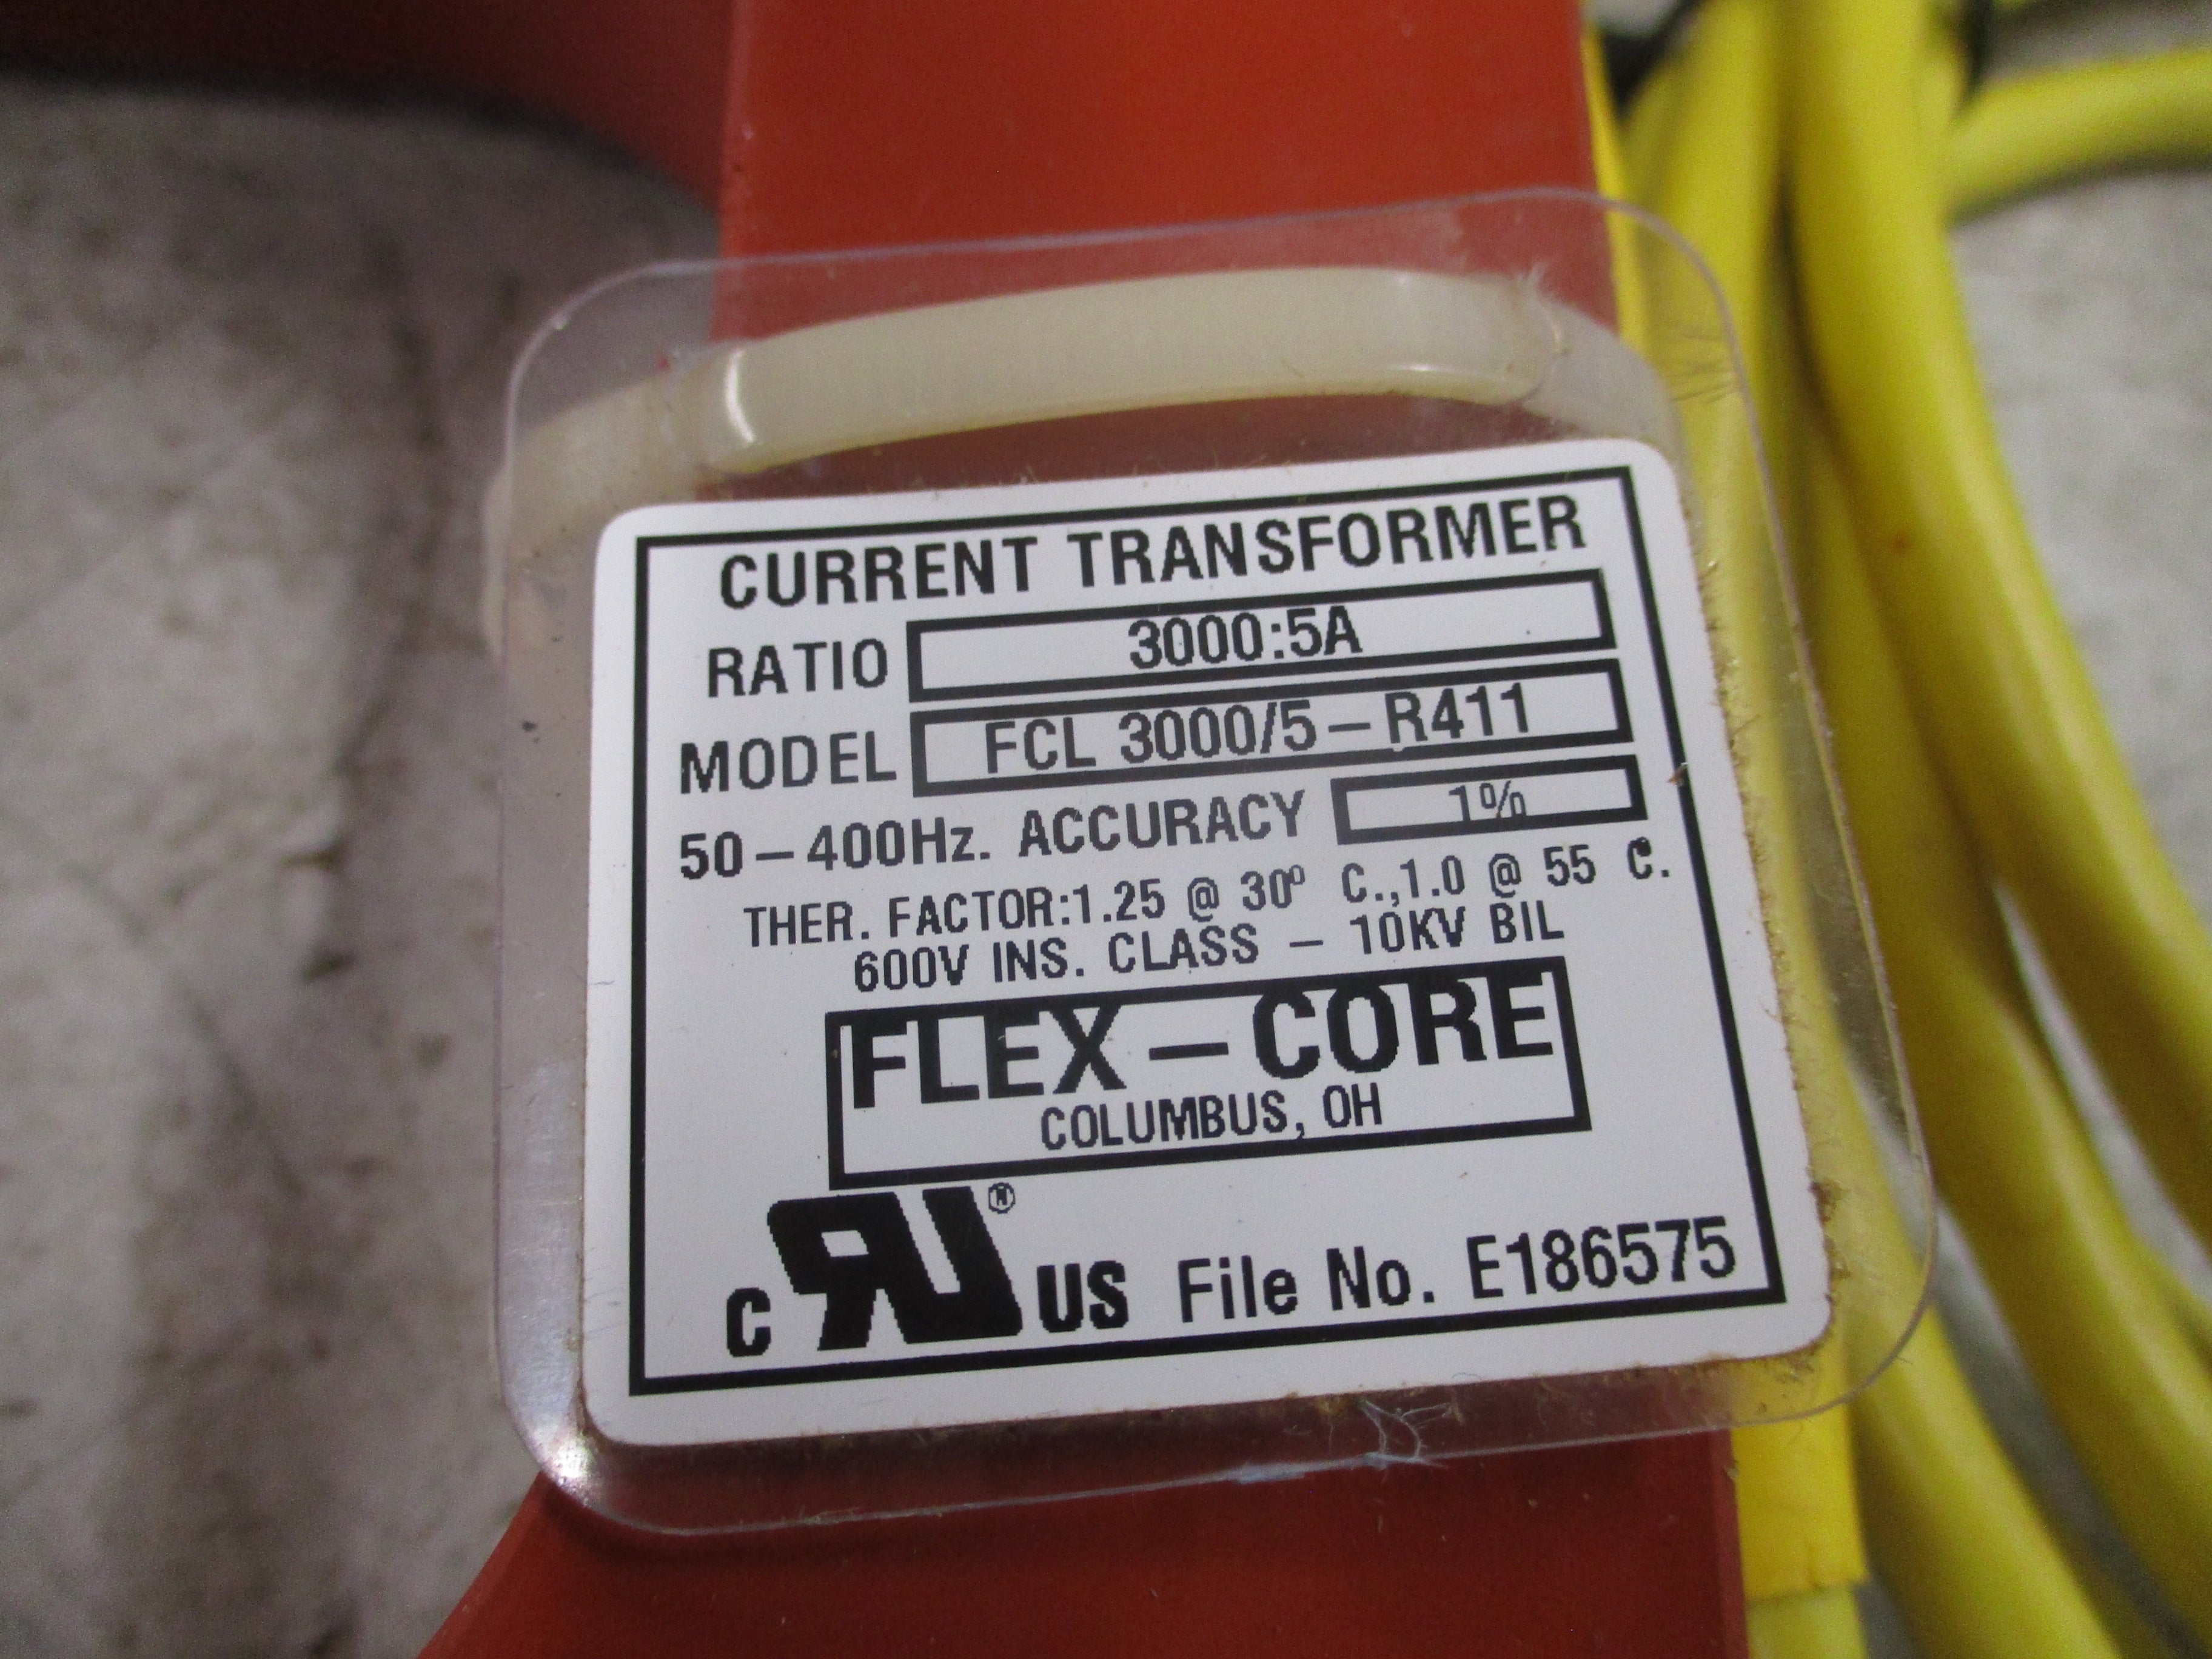 CURRENT TRANSFORMER
RATIO 3000:5A
MODEL FCL 3000/5-R411
50-400Hz. ACCURACY 1%
THER. FACTOR:1.25 @ 30° C.,1.0 @ 55° C.
600V INS. CLASS - 10KV BIL
FLEX-CORE
COLUMBUS, OH
C RU ® US File No. E186575